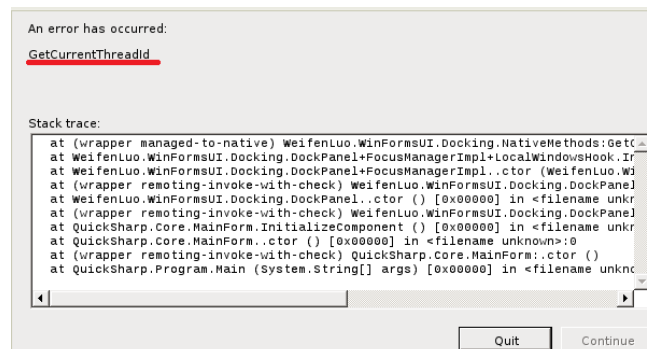 An error has occurred:
GetCurrentThreadId
Stack trace:
at (wrapper managed-to-native) WeifenLuo.WinFormsUI.Docking.NativeMethods:GetC
at WeifenLuo.WinFormsUI.Docking.DockPanel+FocusManagerImpl+LocalWindowsHook.In
at WeifenLuo.WinFormsUI.Docking.DockPanel+FocusManagerImpl..ctor (WeifenLuo.Wi
at (wrapper remoting-invoke-with-check) WeifenLuo.WinFormsUI.Docking.DockPanel
at WeifenLuo.WinFormsUI.Docking.DockPanel..ctor () [0x00000] in <filename unkn
at (wrapper remoting-invoke-with-check) WeifenLuo.WinFormsUI.Docking.DockPanel
at QuickSharp.Core.MainForm.InitializeComponent () [0x00000] in <filename unkn
at QuickSharp.Core.MainForm..ctor () [0x00000] in <filename unknown>:0
at (wrapper remoting-invoke-with-check) QuickSharp.Core.MainForm:.ctor ()
at QuickSharp.Program.Main (System.String[] args) [0x00000] in <filename unkno
Quit Continue